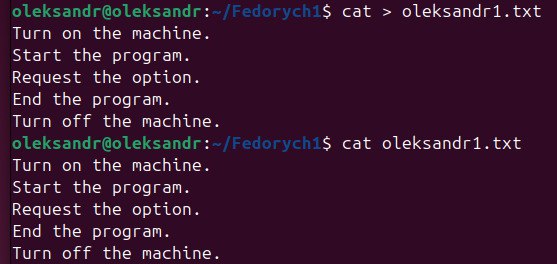 oleksandr@oleksandr:~/Fedorych1$ cat > oleksandr1.txt
Turn on the machine.
Start the program.
Request the option.
End the program.
Turn off the machine.
oleksandr@oleksandr:~/Fedorych1$ cat oleksandr1.txt
Turn on the machine.
Start the program.
Request the option.
End the program.
Turn off the machine.